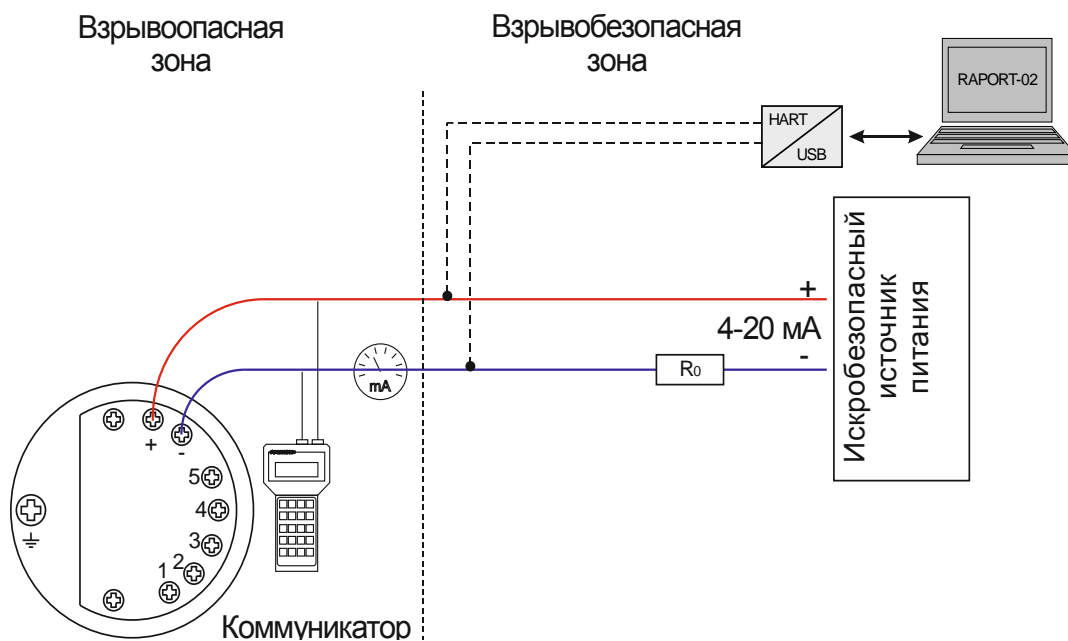 Взрывоопасная
зона
Взрывобезопасная
зона
RAPORT-02
HART
USB
+
4-20 мА
-
R0
Искробезопасный
источник
питания
mA
+
-
5
4
3
2
1
Коммуникатор